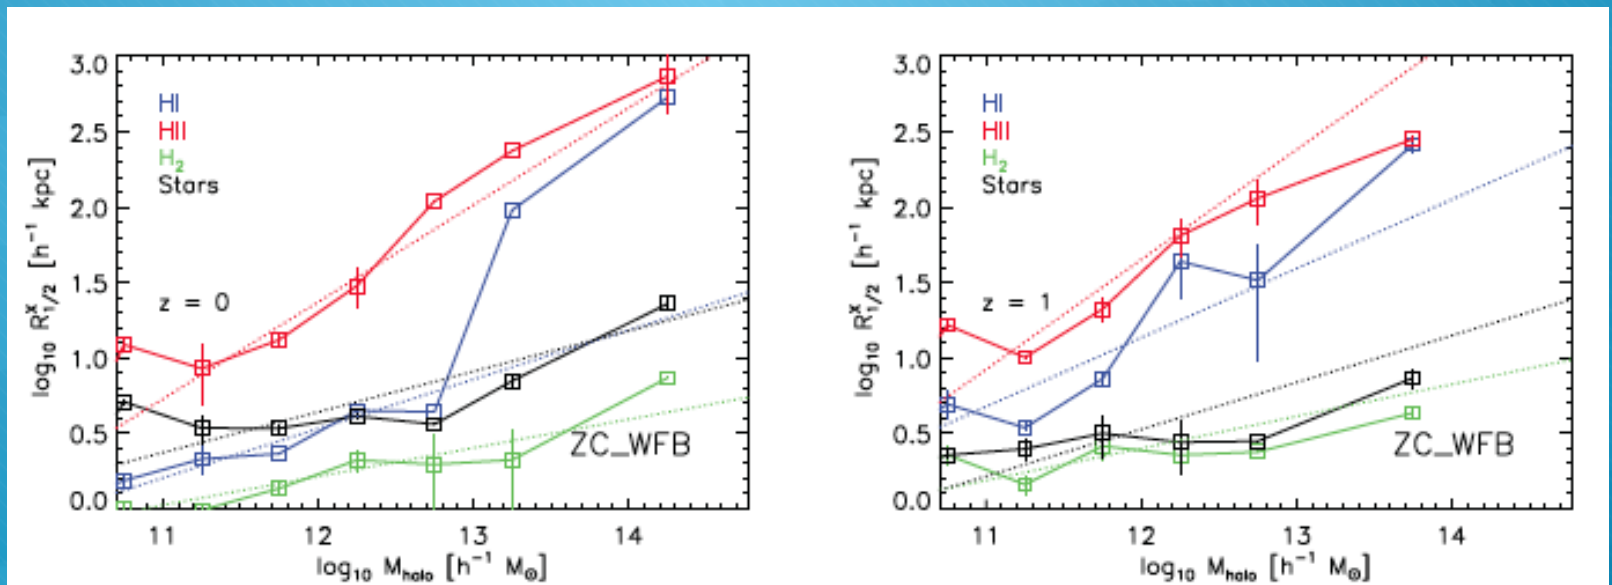 3.0
2.5
2.0
1.5
1.0
0.5
0.0
log₁₀ Rˣ₁/₂ [h⁻¹ kpc]
HI
HII
H₂
Stars
z = 0
ZC_WFB
11 12 13 14
log₁₀ Mhalo [h⁻¹ M⊙]
3.0
2.5
2.0
1.5
1.0
0.5
0.0
log₁₀ Rˣ₁/₂ [h⁻¹ kpc]
HI
HII
H₂
Stars
z = 1
ZC_WFB
11 12 13 14
log₁₀ Mhalo [h⁻¹ M⊙]